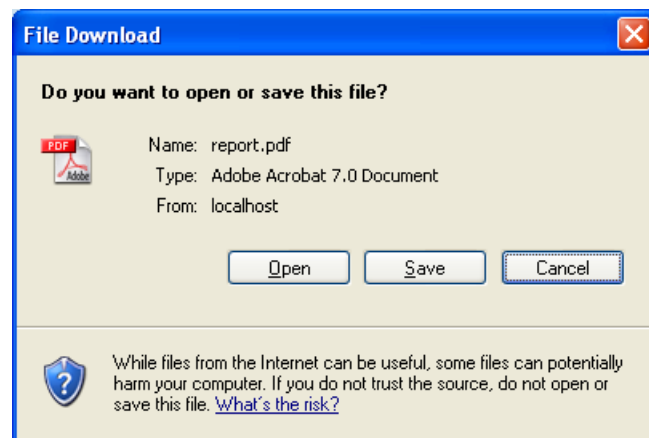 File Download
Do you want to open or save this file?
PDF
Adobe
Name: report.pdf
Type: Adobe Acrobat 7.0 Document
From: localhost
Open Save Cancel
While files from the Internet can be useful, some files can potentially
harm your computer. If you do not trust the source, do not open or
save this file. What's the risk?